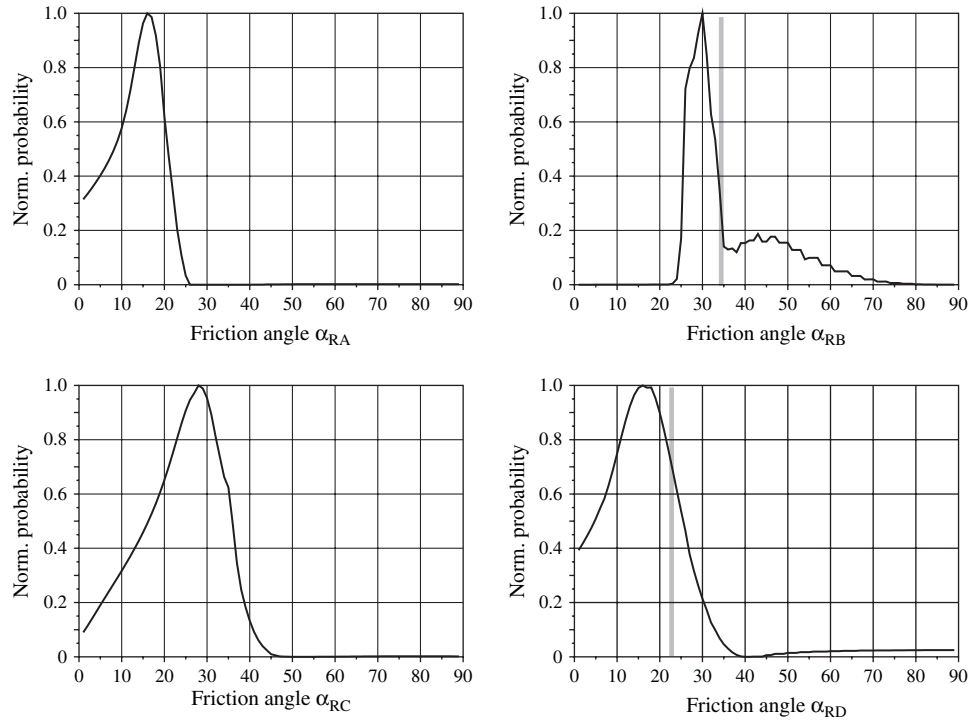 1.0
0.8
0.6
0.4
0.2
0
Norm. probability
0 10 20 30 40 50 60 70 80 90
Friction angle αRA
1.0
0.8
0.6
0.4
0.2
0
Norm. probability
0 10 20 30 40 50 60 70 80 90
Friction angle αRB
1.0
0.8
0.6
0.4
0.2
0
Norm. probability
0 10 20 30 40 50 60 70 80 90
Friction angle αRC
1.0
0.8
0.6
0.4
0.2
0
Norm. probability
0 10 20 30 40 50 60 70 80 90
Friction angle αRD